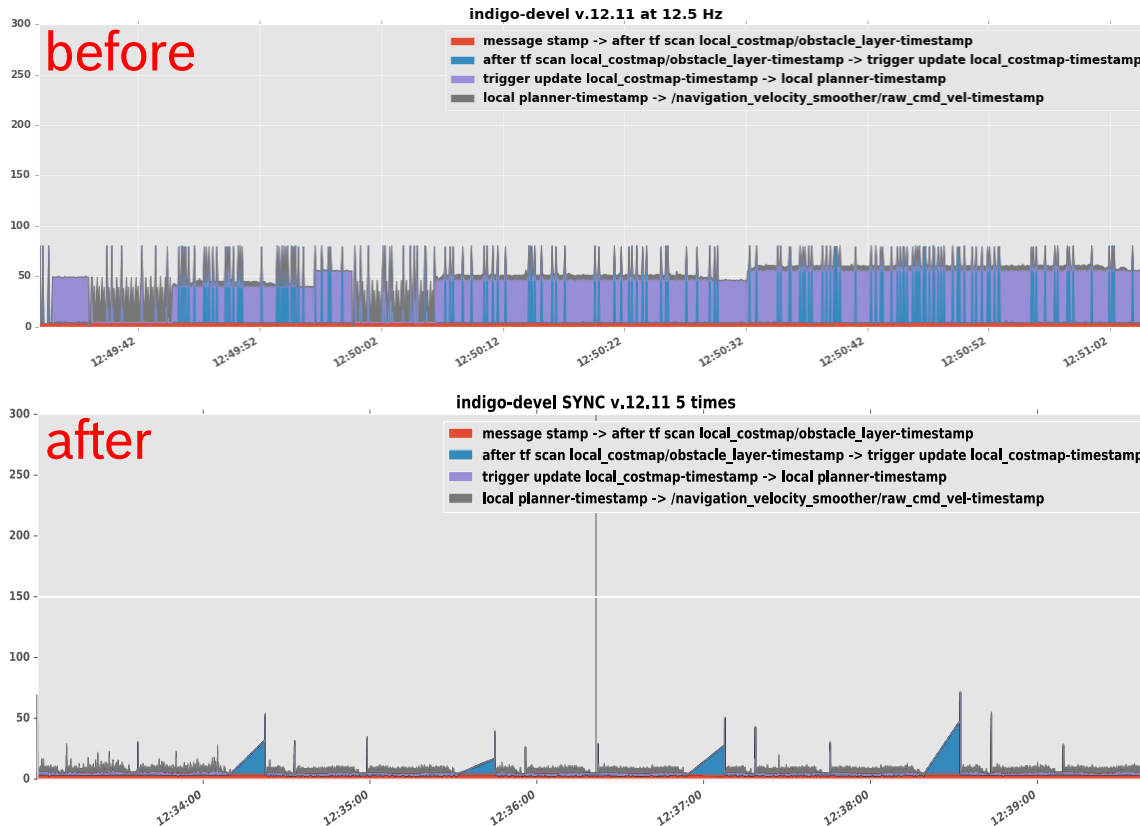 indigo-devel v.12.11 at 12.5 Hz
before
message stamp -> after tf scan local_costmap/obstacle_layer-timestamp
after tf scan local_costmap/obstacle_layer-timestamp -> trigger update local_costmap-timestamp
trigger update local_costmap-timestamp -> local planner-timestamp
local planner-timestamp -> /navigation_velocity_smoother/raw_cmd_vel-timestamp
300
250
200
150
100
50
0
12:49:42 12:49:52 12:50:02 12:50:12 12:50:22 12:50:32 12:50:42 12:50:52 12:51:02
indigo-devel SYNC v.12.11 5 times
after
message stamp -> after tf scan local_costmap/obstacle_layer-timestamp
after tf scan local_costmap/obstacle_layer-timestamp -> trigger update local_costmap-timestamp
trigger update local_costmap-timestamp -> local planner-timestamp
local planner-timestamp -> /navigation_velocity_smoother/raw_cmd_vel-timestamp
300
250
200
150
100
50
0
12:34:00 12:35:00 12:36:00 12:37:00 12:38:00 12:39:00